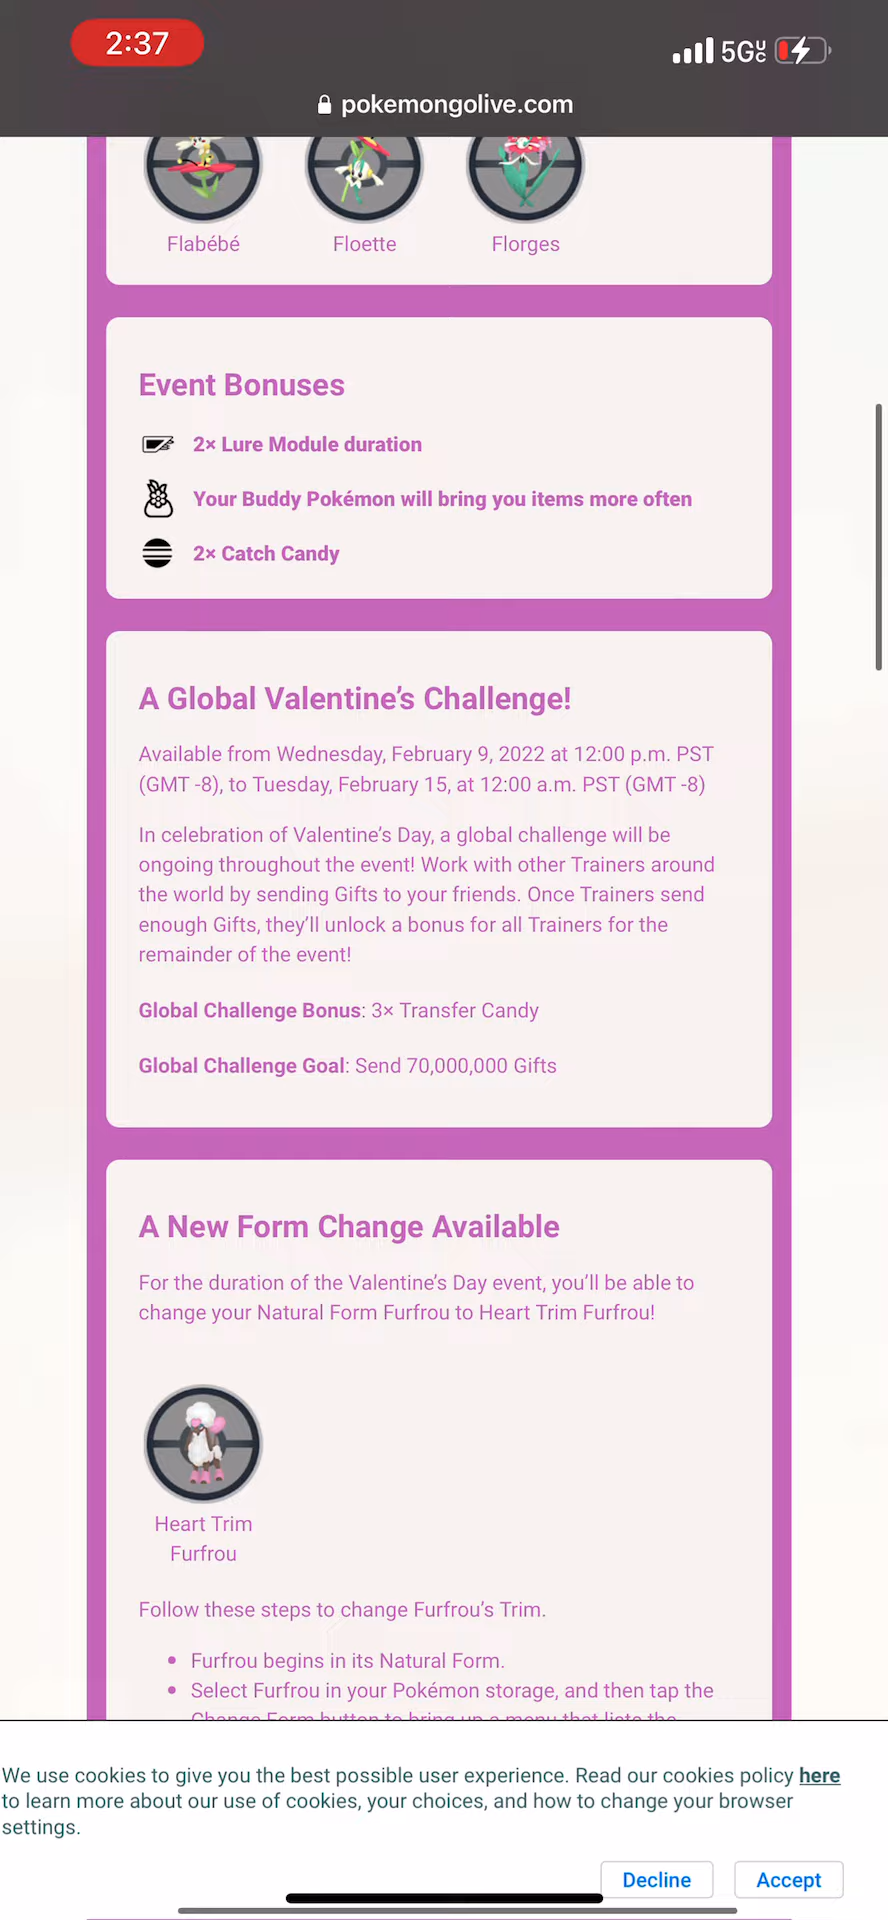 2:37
5G
pokemongolive.com
Flabébé Floette Florges
Event Bonuses
2× Lure Module duration
Your Buddy Pokémon will bring you items more often
2× Catch Candy
A Global Valentine’s Challenge!
Available from Wednesday, February 9, 2022 at 12:00 p.m. PST
(GMT -8), to Tuesday, February 15, at 12:00 a.m. PST (GMT -8)
In celebration of Valentine’s Day, a global challenge will be
ongoing throughout the event! Work with other Trainers around
the world by sending Gifts to your friends. Once Trainers send
enough Gifts, they’ll unlock a bonus for all Trainers for the
remainder of the event!
Global Challenge Bonus: 3× Transfer Candy
Global Challenge Goal: Send 70,000,000 Gifts
A New Form Change Available
For the duration of the Valentine’s Day event, you’ll be able to
change your Natural Form Furfrou to Heart Trim Furfrou!
Heart Trim
Furfrou
Follow these steps to change Furfrou’s Trim.
• Furfrou begins in its Natural Form.
• Select Furfrou in your Pokémon storage, and then tap the
Change Form button to bring up a menu that lists the
We use cookies to give you the best possible user experience. Read our cookies policy here
to learn more about our use of cookies, your choices, and how to change your browser
settings.
Decline Accept